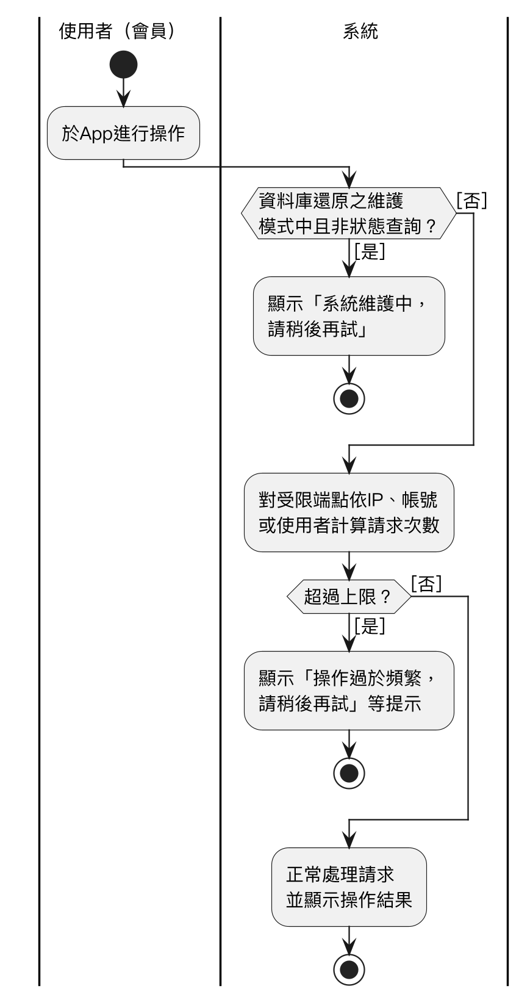 使用者（會員）
系統
於App進行操作
資料庫還原之維護
模式中且非狀態查詢？
[否]
[是]
顯示「系統維護中，
請稍後再試」
對受限端點依IP、帳號
或使用者計算請求次數
超過上限？
[否]
[是]
顯示「操作過於頻繁，
請稍後再試」等提示
正常處理請求
並顯示操作結果